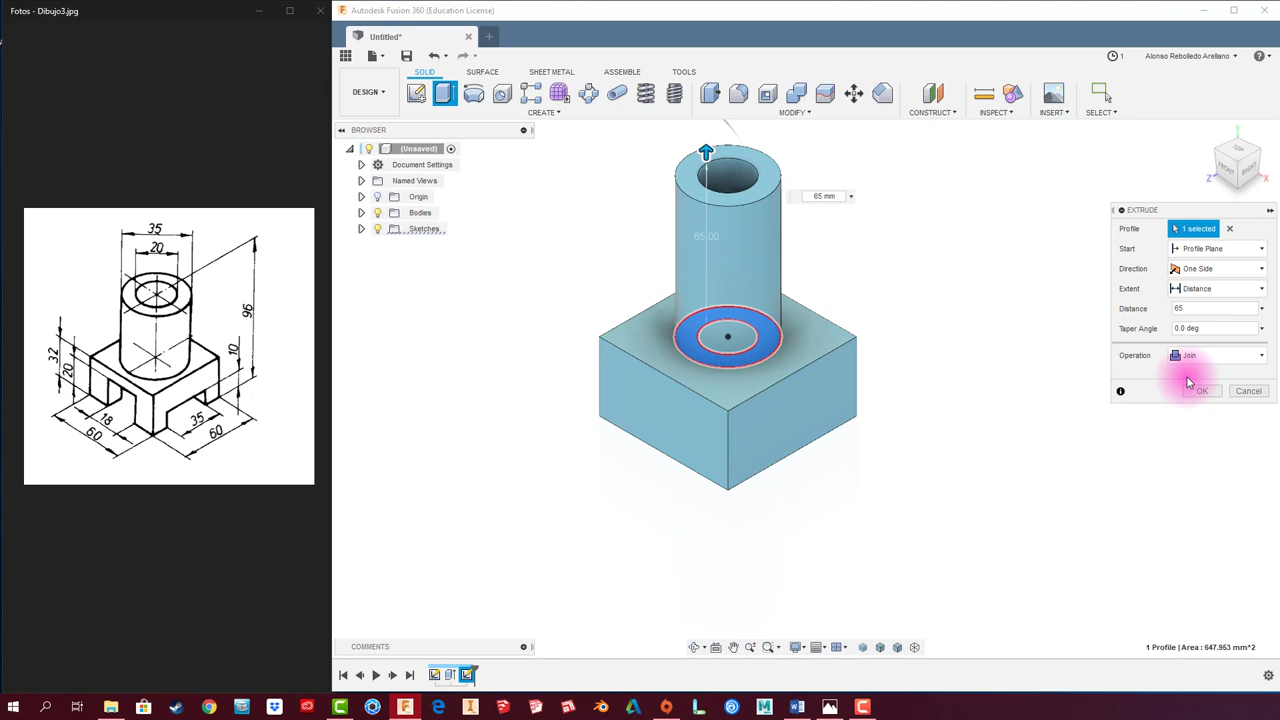 Fotos - Dibujo3.jpg
Autodesk Fusion 360 (Education License)
Untitled*
1
Alonso Rebolledo Arellano
DESIGN
SOLID
SURFACE
SHEET METAL
ASSEMBLE
TOOLS
CREATE
MODIFY
CONSTRUCT
INSPECT
INSERT
SELECT
BROWSER
(Unsaved)
Document Settings
Named Views
Origin
Bodies
Sketches
65.00
65 mm
TOP
FRONT
RIGHT
Y
Z
X
EXTRUDE
Profile 1 selected
Start Profile Plane
Direction One Side
Extent Distance
Distance 65
Taper Angle 0.0 deg
Operation Join
OK Cancel
35
20
96
32
20
10
18
35
60
60
COMMENTS
1 Profile | Area : 647.953 mm^2